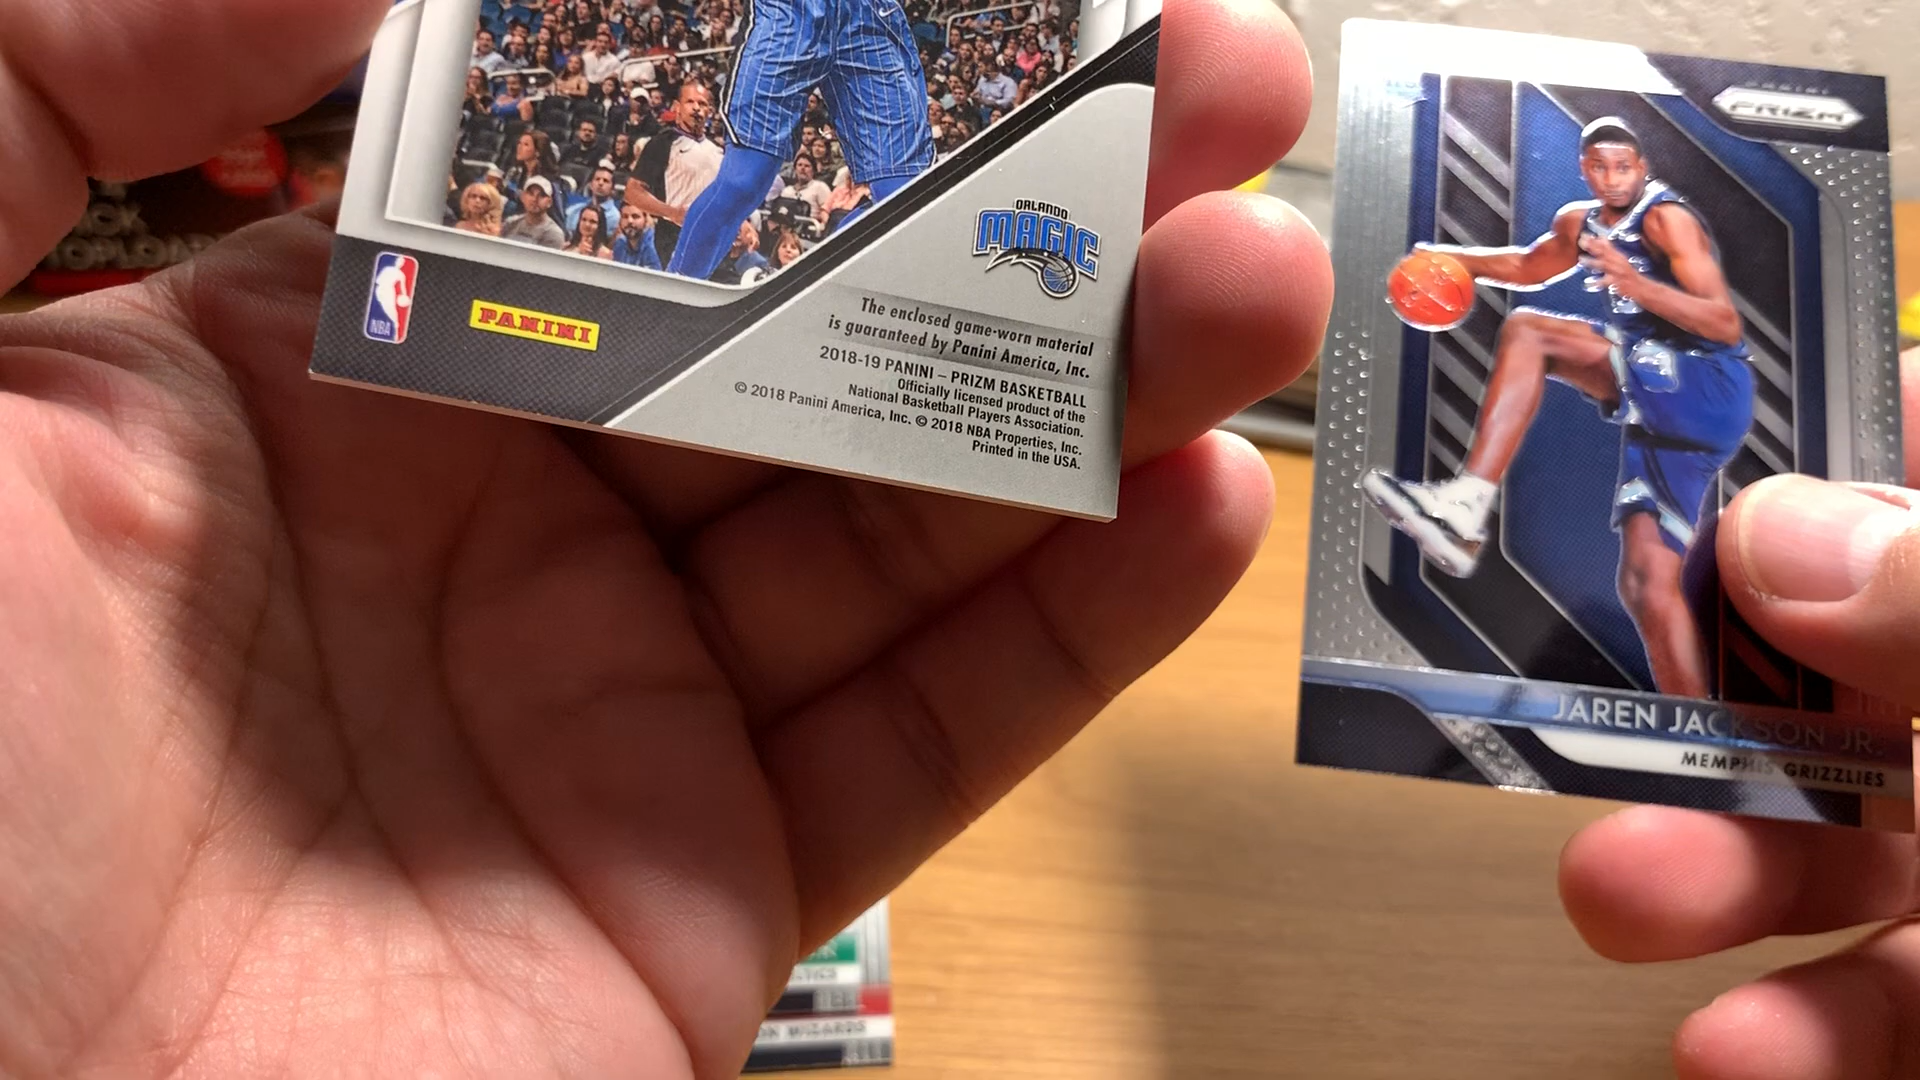 ORLANDO
MAGIC
NBA
PANINI
The enclosed game-worn material
is guaranteed by Panini America, Inc.
2018-19 PANINI – PRIZM BASKETBALL
Officially licensed product of the
National Basketball Players Association.
© 2018 Panini America, Inc. © 2018 NBA Properties, Inc.
Printed in the USA.
PANINI
PRIZM
JAREN JACKSON JR.
MEMPHIS GRIZZLIES
WIZARDS